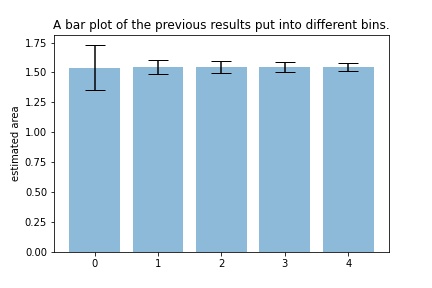 A bar plot of the previous results put into different bins.
1.75
1.50
1.25
1.00
0.75
0.50
0.25
0.00
estimated area
0 1 2 3 4